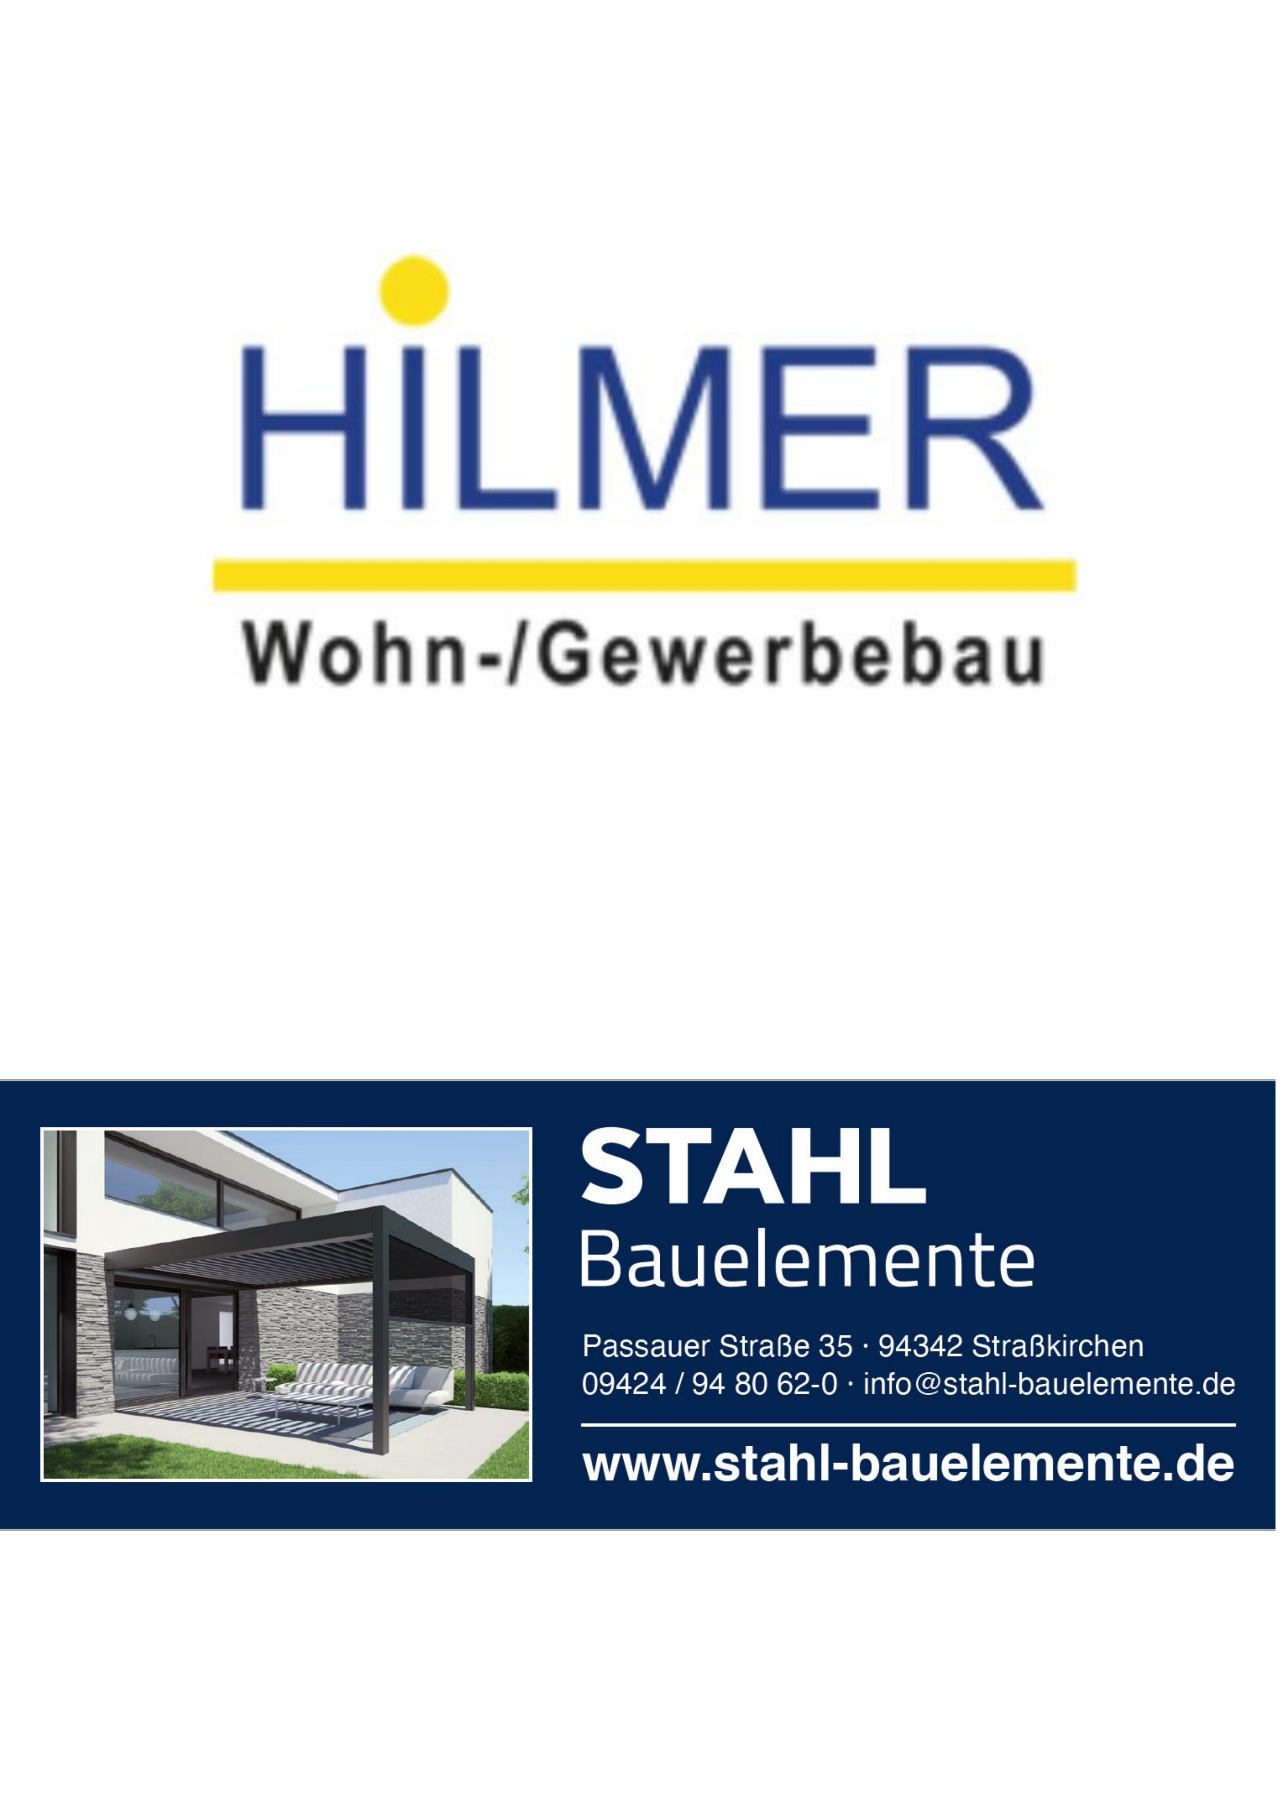 HILMER
Wohn-/Gewerbebau
STAHL
Bauelemente
Passauer Straße 35 · 94342 Straßkirchen
09424 / 94 80 62-0 · info@stahl-bauelemente.de
www.stahl-bauelemente.de